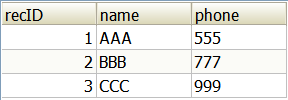 recID name phone
1 AAA 555
2 BBB 777
3 CCC 999